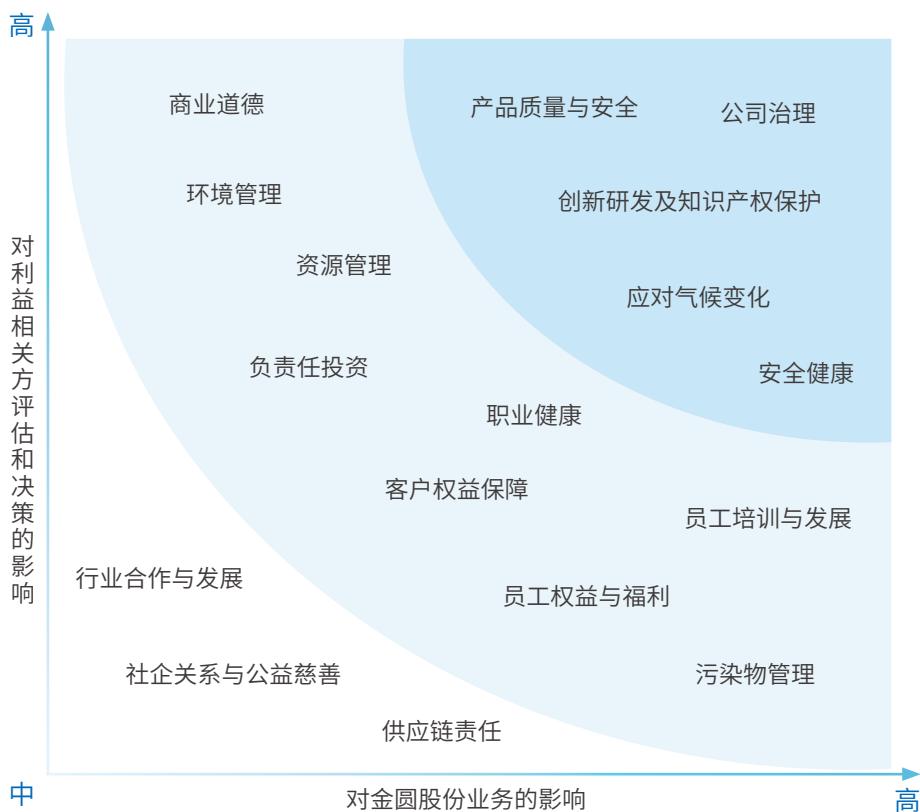 高
商业道德
产品质量与安全
公司治理
环境管理
创新研发及知识产权保护
资源管理
应对气候变化
负责任投资
安全健康
职业健康
客户权益保障
员工培训与发展
行业合作与发展
员工权益与福利
社企关系与公益慈善
污染物管理
供应链责任
对利益相关方评估和决策的影响
中
对金圆股份业务的影响
高